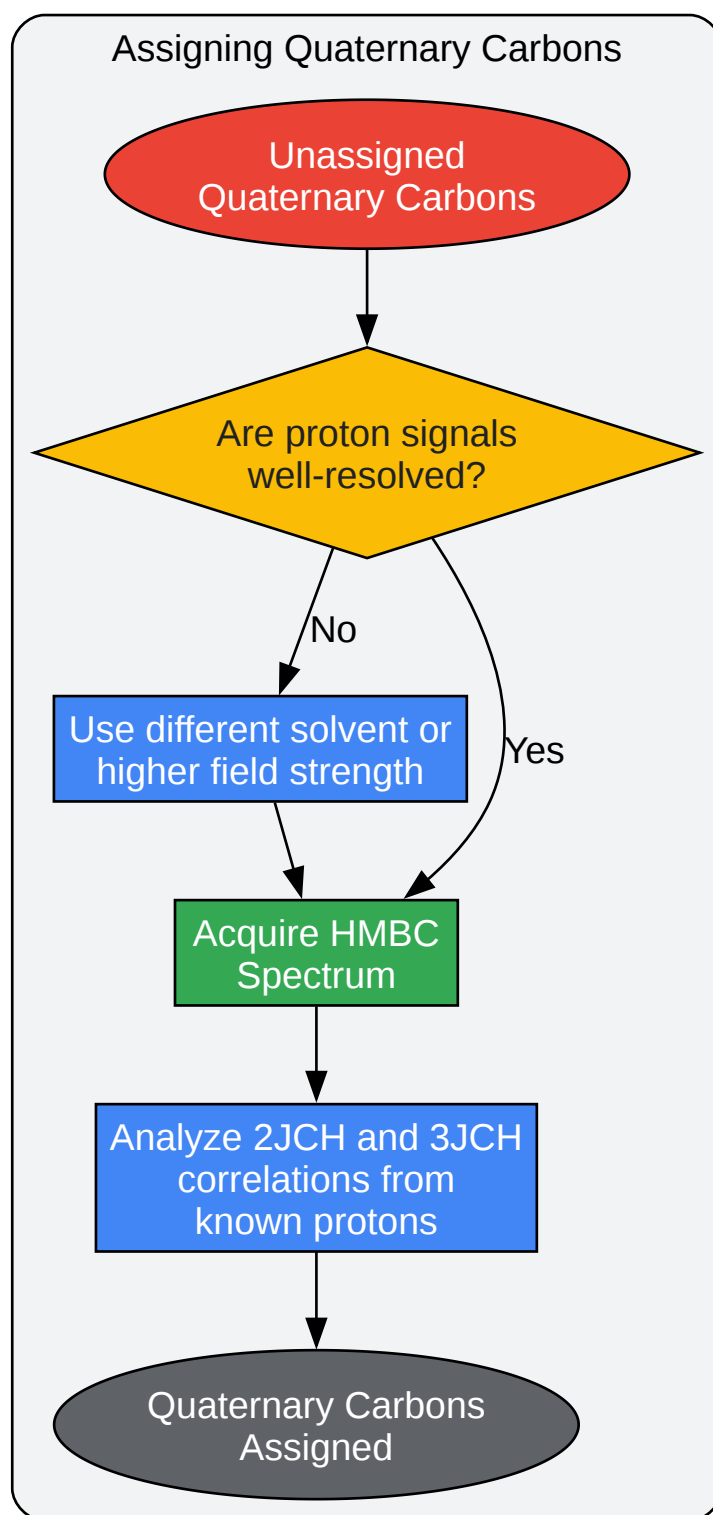 Assigning Quaternary Carbons
Unassigned
Quaternary Carbons
Are proton signals
well-resolved?
No
Use different solvent or
higher field strength
Yes
Acquire HMBC
Spectrum
Analyze 2JCH and 3JCH
correlations from
known protons
Quaternary Carbons
Assigned